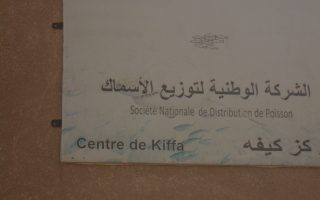 الشركة الوطنية لتوزيع الأسماك
Société Nationale de Distribution de Poisson
Centre de Kiffa كز كيفه